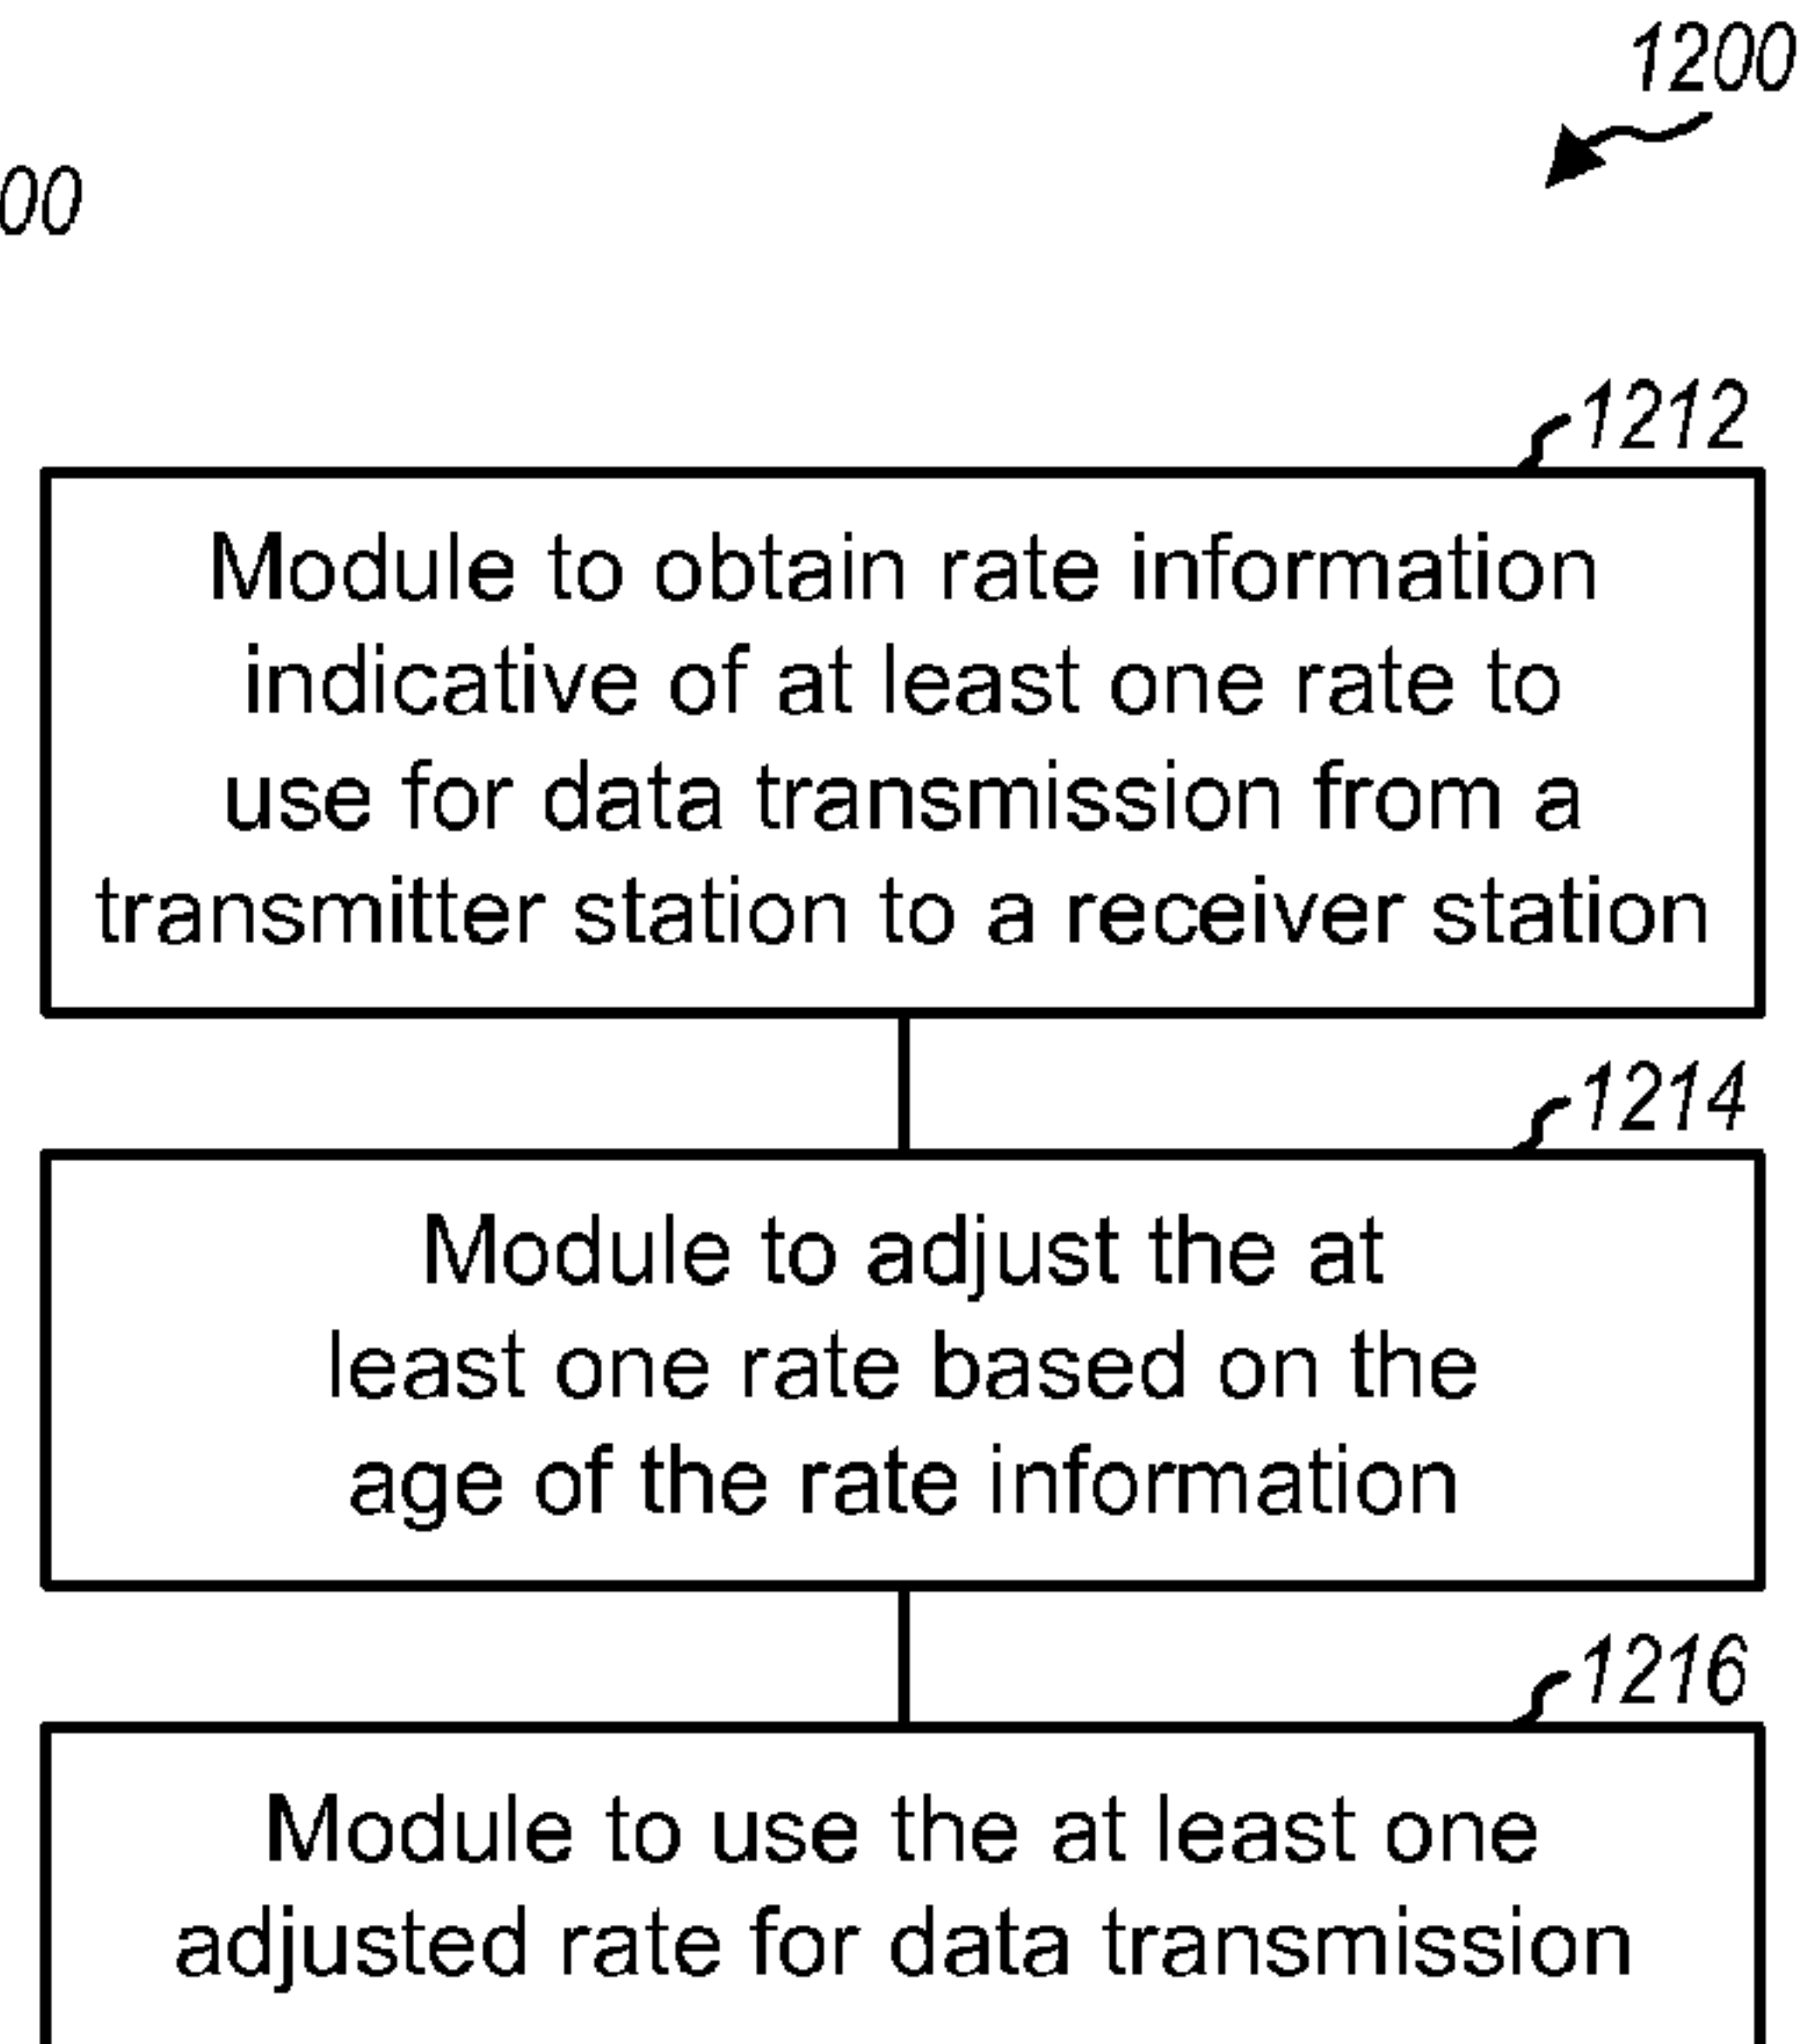 1200
00
1212
Module to obtain rate information
indicative of at least one rate to
use for data transmission from a
transmitter station to a receiver station
1214
Module to adjust the at
least one rate based on the
age of the rate information
1216
Module to use the at least one
adjusted rate for data transmission